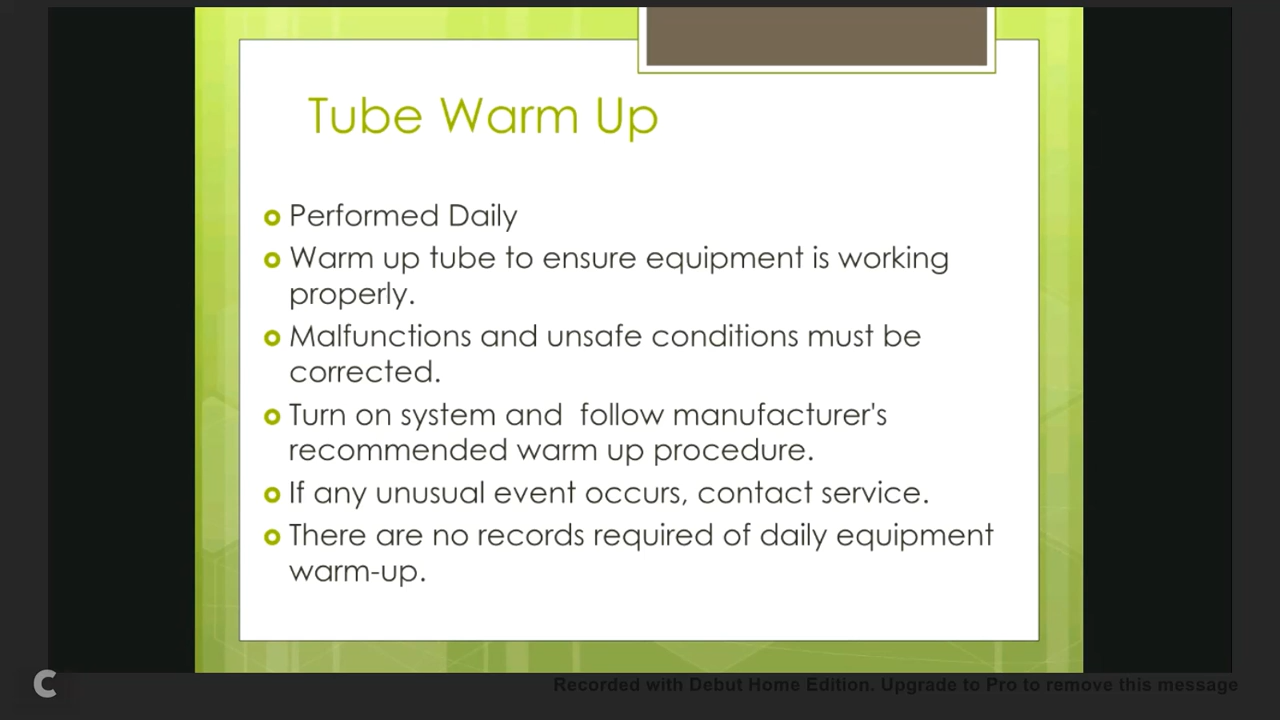 Tube Warm Up
Performed Daily
Warm up tube to ensure equipment is working
properly.
Malfunctions and unsafe conditions must be
corrected.
Turn on system and  follow manufacturer's
recommended warm up procedure.
If any unusual event occurs, contact service.
There are no records required of daily equipment
warm-up.
C
Recorded with Debut Home Edition. Upgrade to Pro to remove this message